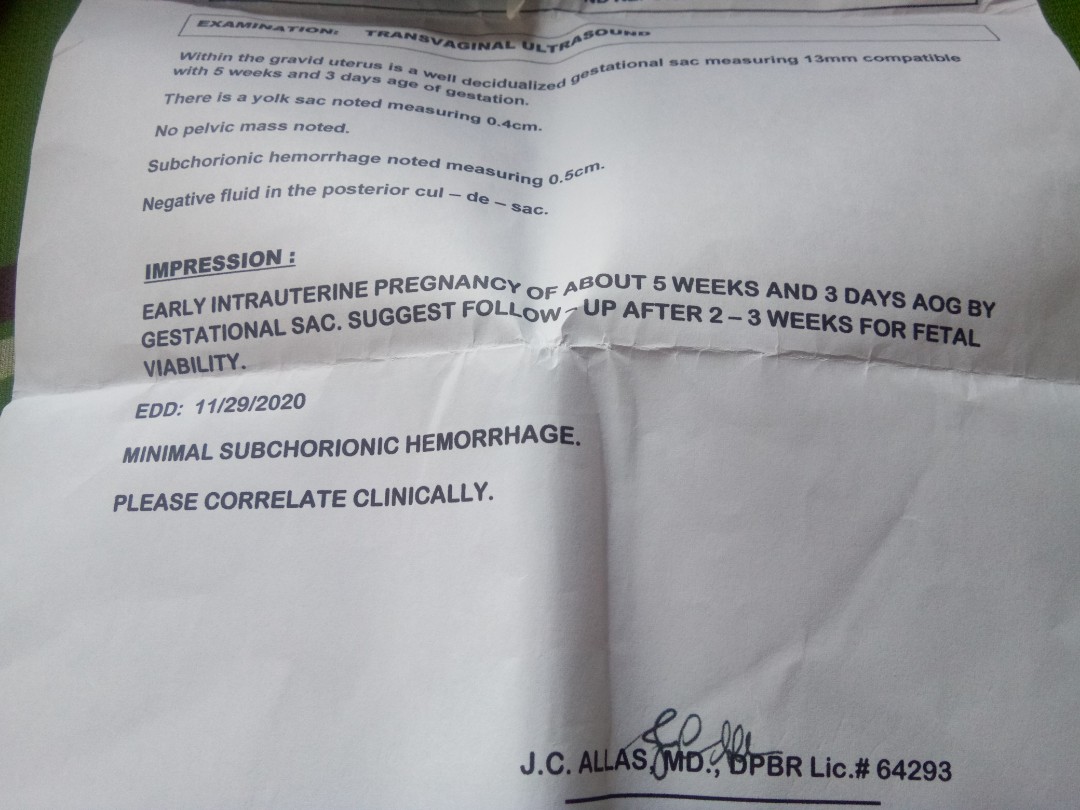 EXAMINATION: TRANSVAGINAL ULTRASOUND
Within the gravid uterus is a well decidualized gestational sac measuring 13mm compatible
with 5 weeks and 3 days age of gestation.
There is a yolk sac noted measuring 0.4cm.
No pelvic mass noted.
Subchorionic hemorrhage noted measuring 0.5cm.
Negative fluid in the posterior cul – de – sac.
IMPRESSION :
EARLY INTRAUTERINE PREGNANCY OF ABOUT 5 WEEKS AND 3 DAYS AOG BY
GESTATIONAL SAC. SUGGEST FOLLOW – UP AFTER 2 – 3 WEEKS FOR FETAL
VIABILITY.
EDD: 11/29/2020
MINIMAL SUBCHORIONIC HEMORRHAGE.
PLEASE CORRELATE CLINICALLY.
J.C. ALLAS, MD., DPBR Lic.# 64293